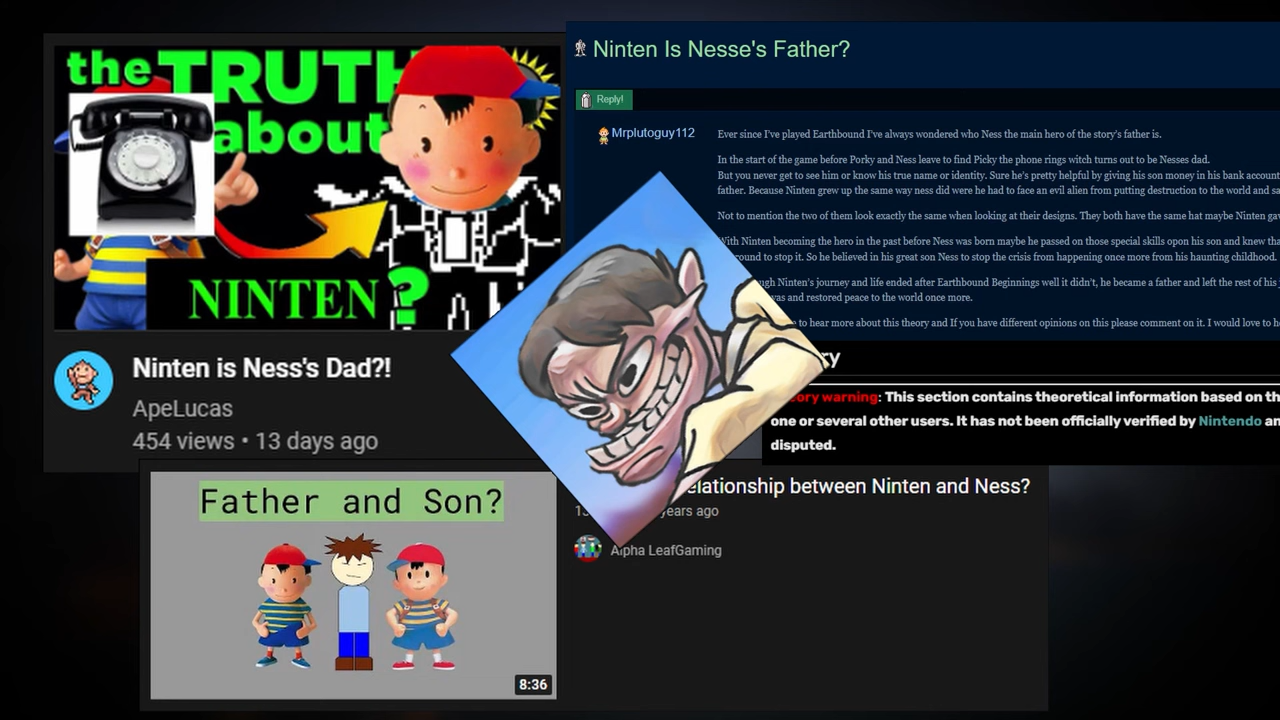 the TRUTH
about
NINTEN?
Ninten is Ness's Dad?!
ApeLucas
454 views • 13 days ago
Ninten Is Nesse's Father?
Reply!
Mrplutoguy112
Ever since I've played Earthbound I've always wondered who Ness the main hero of the story's father is.
In the start of the game before Porky and Ness leave to find Picky the phone rings witch turns out to be Nesses dad.
But you never get to see him or know his true name or identity. Sure he's pretty helpful by giving his son money in his bank account
father. Because Ninten grew up the same way ness did were he had to face an evil alien from putting destruction to the world and sa
Not to mention the two of them look exactly the same when looking at their designs. They both have the same hat maybe Ninten gav
With Ninten becoming the hero in the past before Ness was born maybe he passed on those special skills opon his son and knew tha
round to stop it. So he believed in his great son Ness to stop the crisis from happening once more from his haunting childhood.
ugh Ninten's journey and life ended after Earthbound Beginnings well it didn't, he became a father and left the rest of his
was and restored peace to the world once more.
to hear more about this theory and If you have different opinions on this please comment on it. I would love to h
ry
ory warning: This section contains theoretical information based on th
one or several other users. It has not been officially verified by Nintendo an
disputed.
Father and Son?
8:36
elationship between Ninten and Ness?
years ago
Alpha LeafGaming